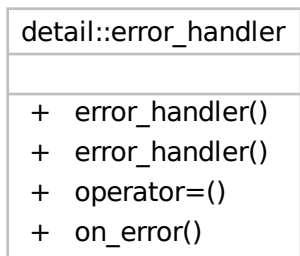 detail::error_handler
+ error_handler()
+ error_handler()
+ operator=()
+ on_error()